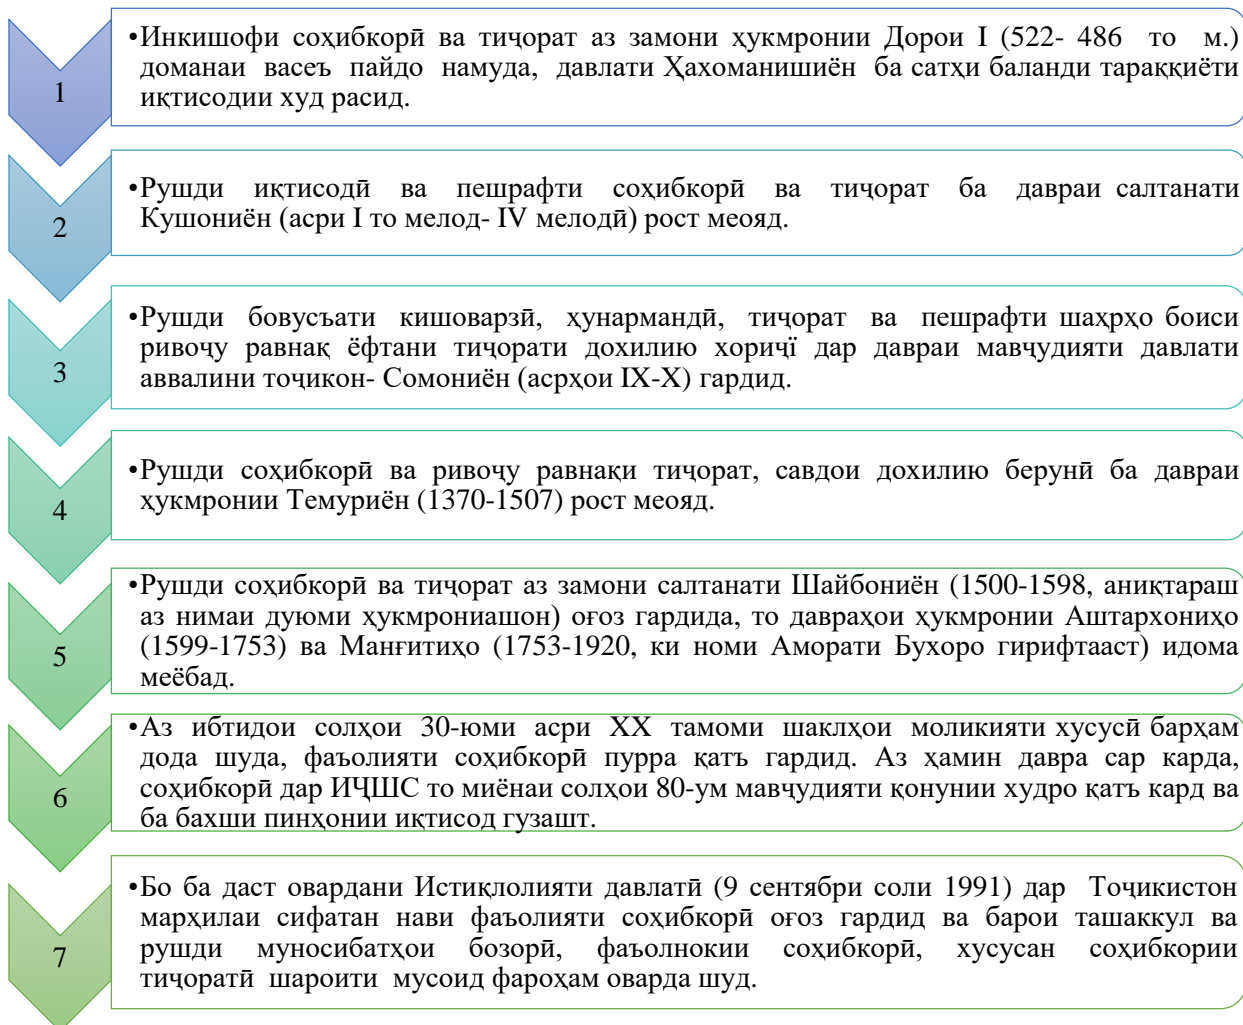 1
•Инкишофи соҳибкорӣ ва тиҷорат аз замони ҳукмронии Дорои I (522- 486 то м.)
доманаи васеъ пайдо намуда, давлати Ҳахоманишиён ба сатҳи баланди тараққиёти
иқтисодии худ расид.
2
•Рушди иқтисодӣ ва пешрафти соҳибкорӣ ва тиҷорат ба давраи салтанати
Кушониён (асри I то мелод- IV мелодӣ) рост меояд.
3
•Рушди бовусъати кишоварзӣ, ҳунармандӣ, тиҷорат ва пешрафти шаҳрҳо боиси
ривоҷу равнақ ёфтани тиҷорати дохилию хориҷї дар давраи мавҷудияти давлати
аввалини тоҷикон- Сомониён (асрҳои IX-X) гардид.
4
•Рушди соҳибкорӣ ва ривоҷу равнақи тиҷорат, савдои дохилию берунӣ ба давраи
ҳукмронии Темуриён (1370-1507) рост меояд.
5
•Рушди соҳибкорӣ ва тиҷорат аз замони салтанати Шайбониён (1500-1598, аниқтараш
аз нимаи дуюми ҳукмрониашон) оғоз гардида, то давраҳои ҳукмронии Аштархониҳо
(1599-1753) ва Манғитиҳо (1753-1920, ки номи Аморати Бухоро гирифтааст) идома
меёбад.
6
•Аз ибтидои солҳои 30-юми асри XX тамоми шаклҳои моликияти хусусӣ барҳам
дода шуда, фаъолияти соҳибкорӣ пурра қатъ гардид. Аз ҳамин давра сар карда,
соҳибкорӣ дар ИҶШС то миёнаи солҳои 80-ум мавҷудияти қонунии худро қатъ кард ва
ба бахши пинҳонии иқтисод гузашт.
7
•Бо ба даст овардани Истиқлолияти давлатӣ (9 сентябри соли 1991) дар Тоҷикистон
марҳилаи сифатан нави фаъолияти соҳибкорӣ оғоз гардид ва барои ташаккул ва
рушди муносибатҳои бозорӣ, фаъолнокии соҳибкорӣ, хусусан соҳибкории
тиҷоратӣ шароити мусоид фароҳам оварда шуд.